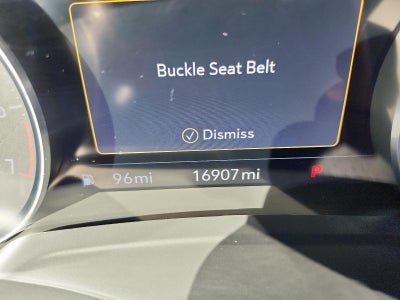 Buckle Seat Belt
Dismiss
96mi 16907mi P